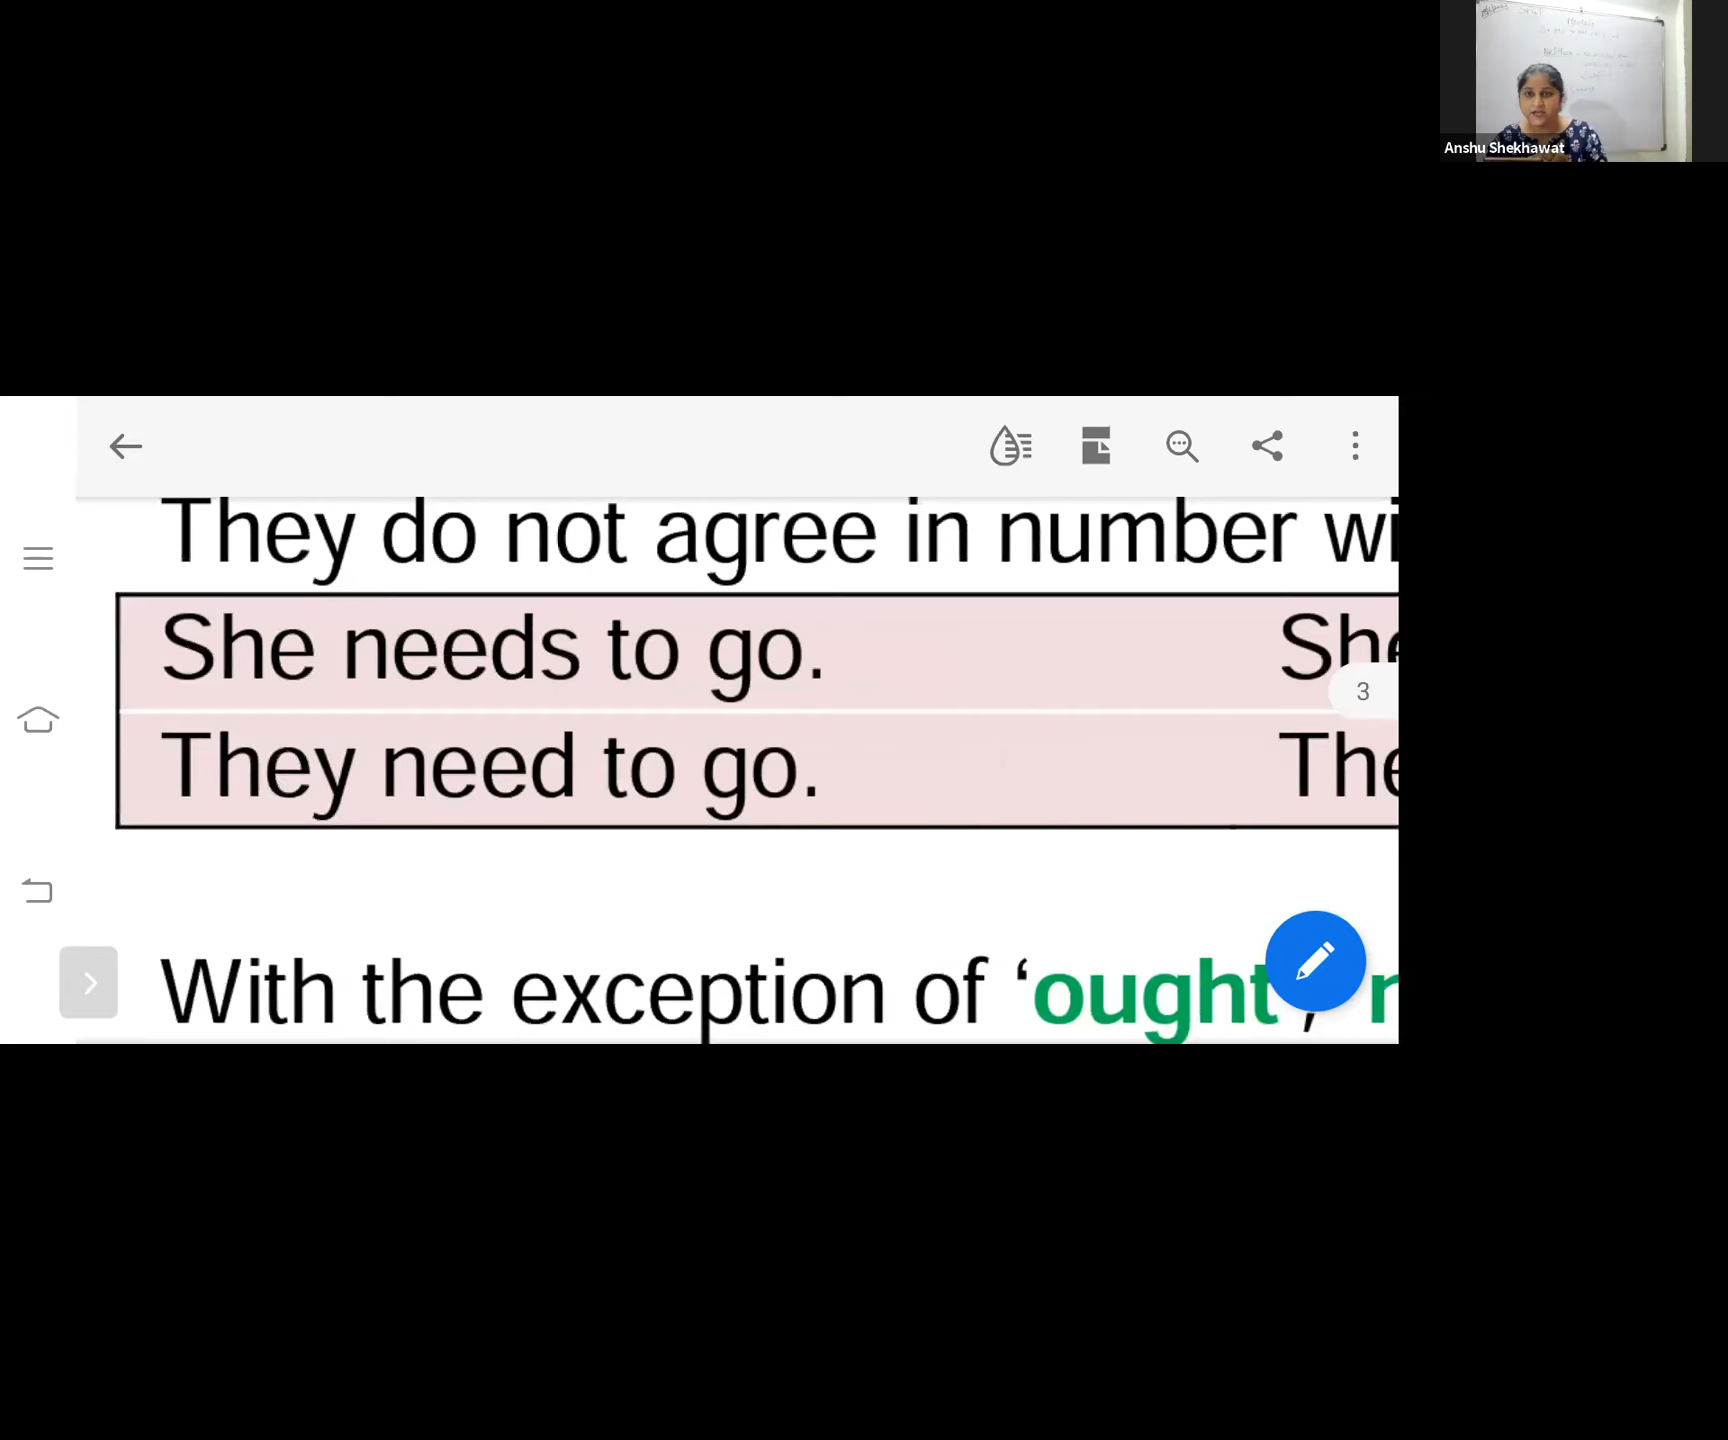 Anshu Shekhawat
They do not agree in number wi
She needs to go.
She
3
They need to go.
The
With the exception of ‘ought’,